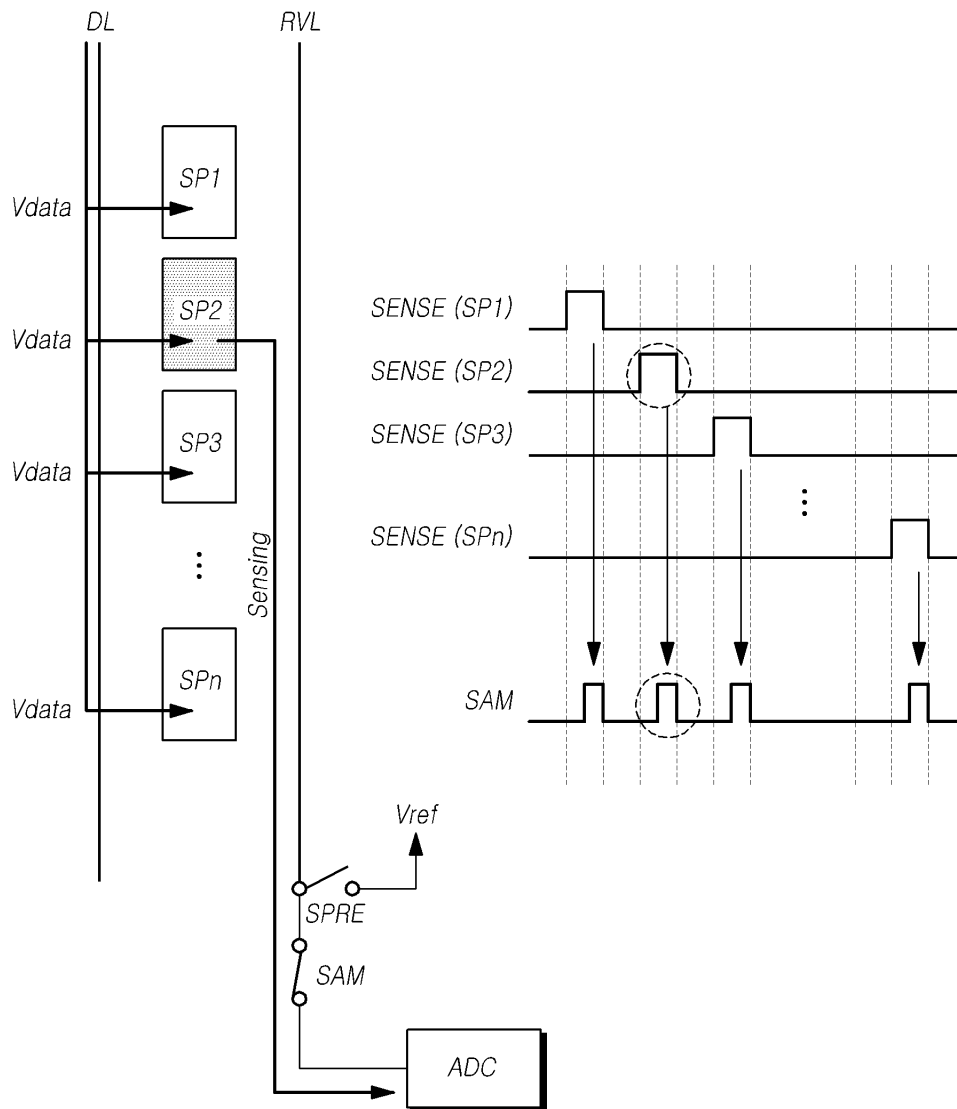 DL
RVL
SP1
Vdata
SP2
Vdata
SP3
Vdata
Sensing
SPn
Vdata
SENSE (SP1)
SENSE (SP2)
SENSE (SP3)
SENSE (SPn)
SAM
Vref
SPRE
SAM
ADC